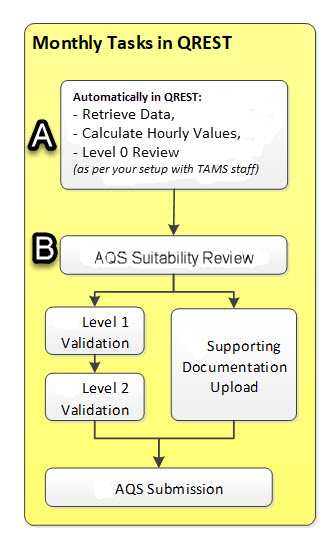 Monthly Tasks in QREST
A
Automatically in QREST:
- Retrieve Data,
- Calculate Hourly Values,
- Level 0 Review
(as per your setup with TAMS staff)
B
AQS Suitability Review
Level 1
Validation
Level 2
Validation
Supporting
Documentation
Upload
AQS Submission